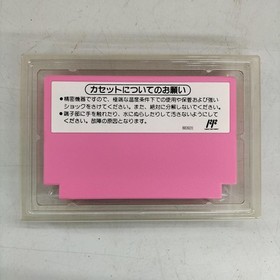 カセットについてのお願い
●精密機器ですので、極端な温度条件下での使用や保管および強い
ショックをさけてください。また、絶対に分解しないでください。
●端子部に手を触れたり、水にぬらしたりして汚さないようにして
ください。故障の原因となります。
FF